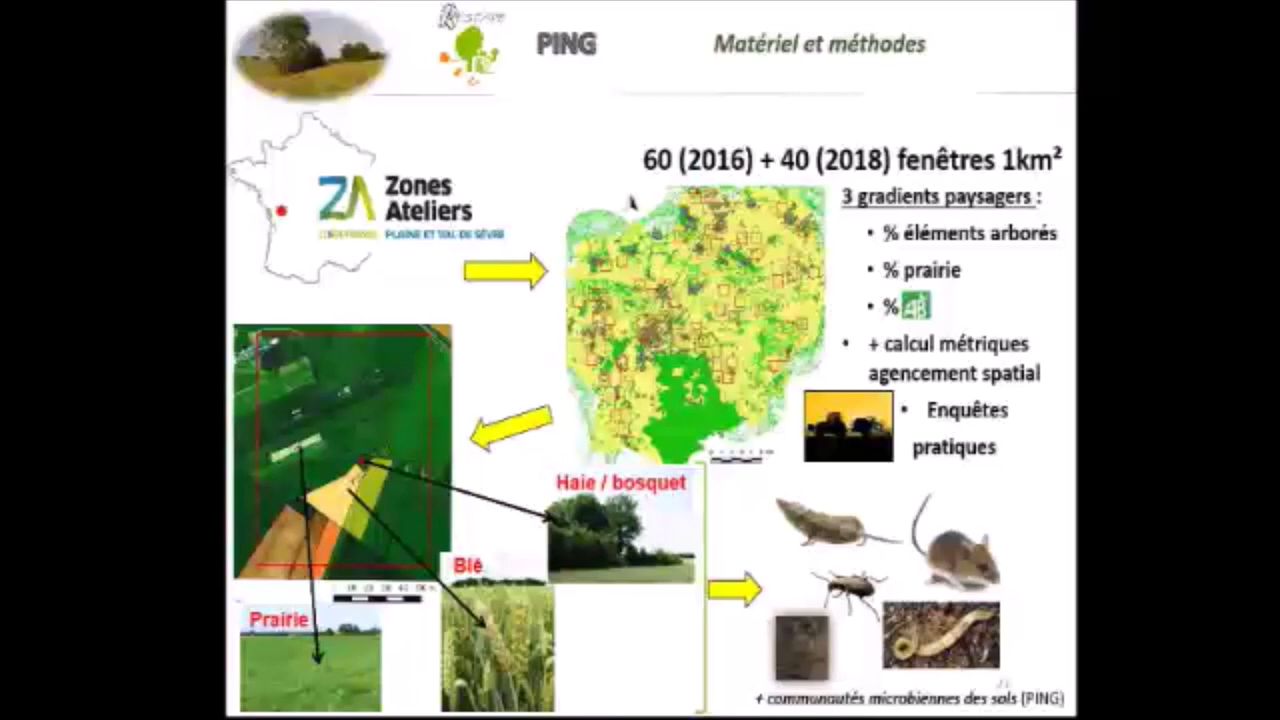 PING
Matériel et méthodes
60 (2016) + 40 (2018) fenêtres 1km²
Zones
Ateliers
PLAINE ET VAL DE SÈVRE
3 gradients paysagers :
• % éléments arborés
• % prairie
• % AB
• + calcul métriques
agencement spatial
• Enquêtes
pratiques
Haie / bosquet
Blé
Prairie
+ communautés microbiennes des sols (PING)